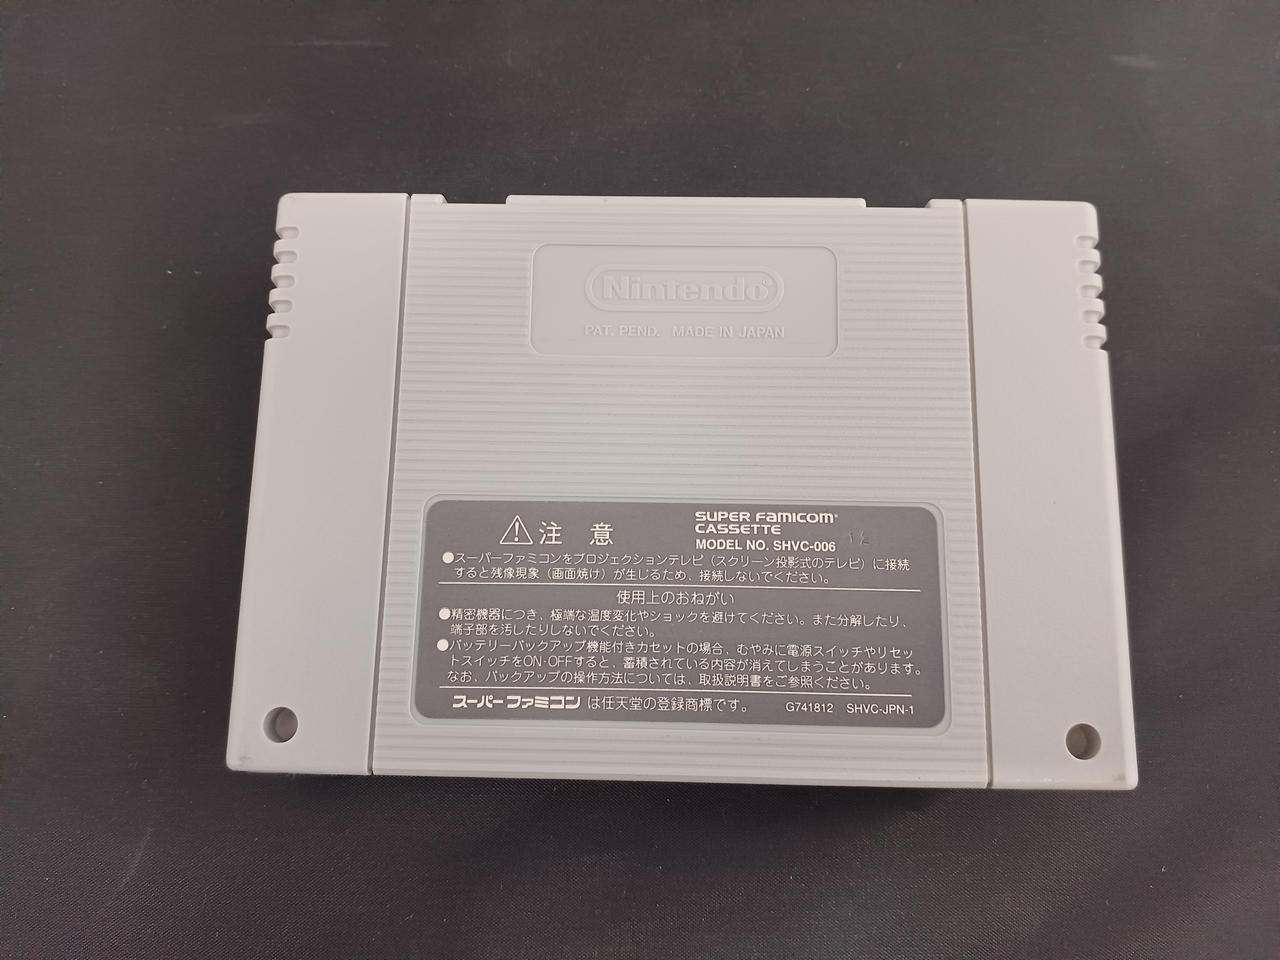 Nintendo®
PAT. PEND. MADE IN JAPAN
注意
SUPER FAMICOM®
CASSETTE
MODEL NO. SHVC-006
●スーパーファミコンをプロジェクションテレビ（スクリーン投影式のテレビ）に接続
すると残像現象（画面焼け）が生じるため、接続しないでください。
使用上のおねがい
●精密機器につき、極端な温度変化やショックを避けてください。また分解したり、
端子部を汚したりしないでください。
●バッテリーバックアップ機能付きカセットの場合、むやみに電源スイッチやリセッ
トスイッチをON・OFFすると、蓄積されている内容が消えてしまうことがあります。
なお、バックアップの操作方法については、取扱説明書をご参照ください。
スーパーファミコンは任天堂の登録商標です。 G741812 SHVC-JPN-1